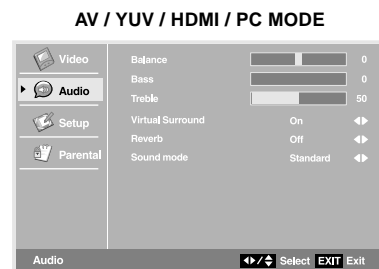 AV / YUV / HDMI / PC MODE
Video
Audio
Setup
Parental
Balance 0
Bass 0
Treble 50
Virtual Surround On
Reverb Off
Sound mode Standard
Audio
Select EXIT Exit